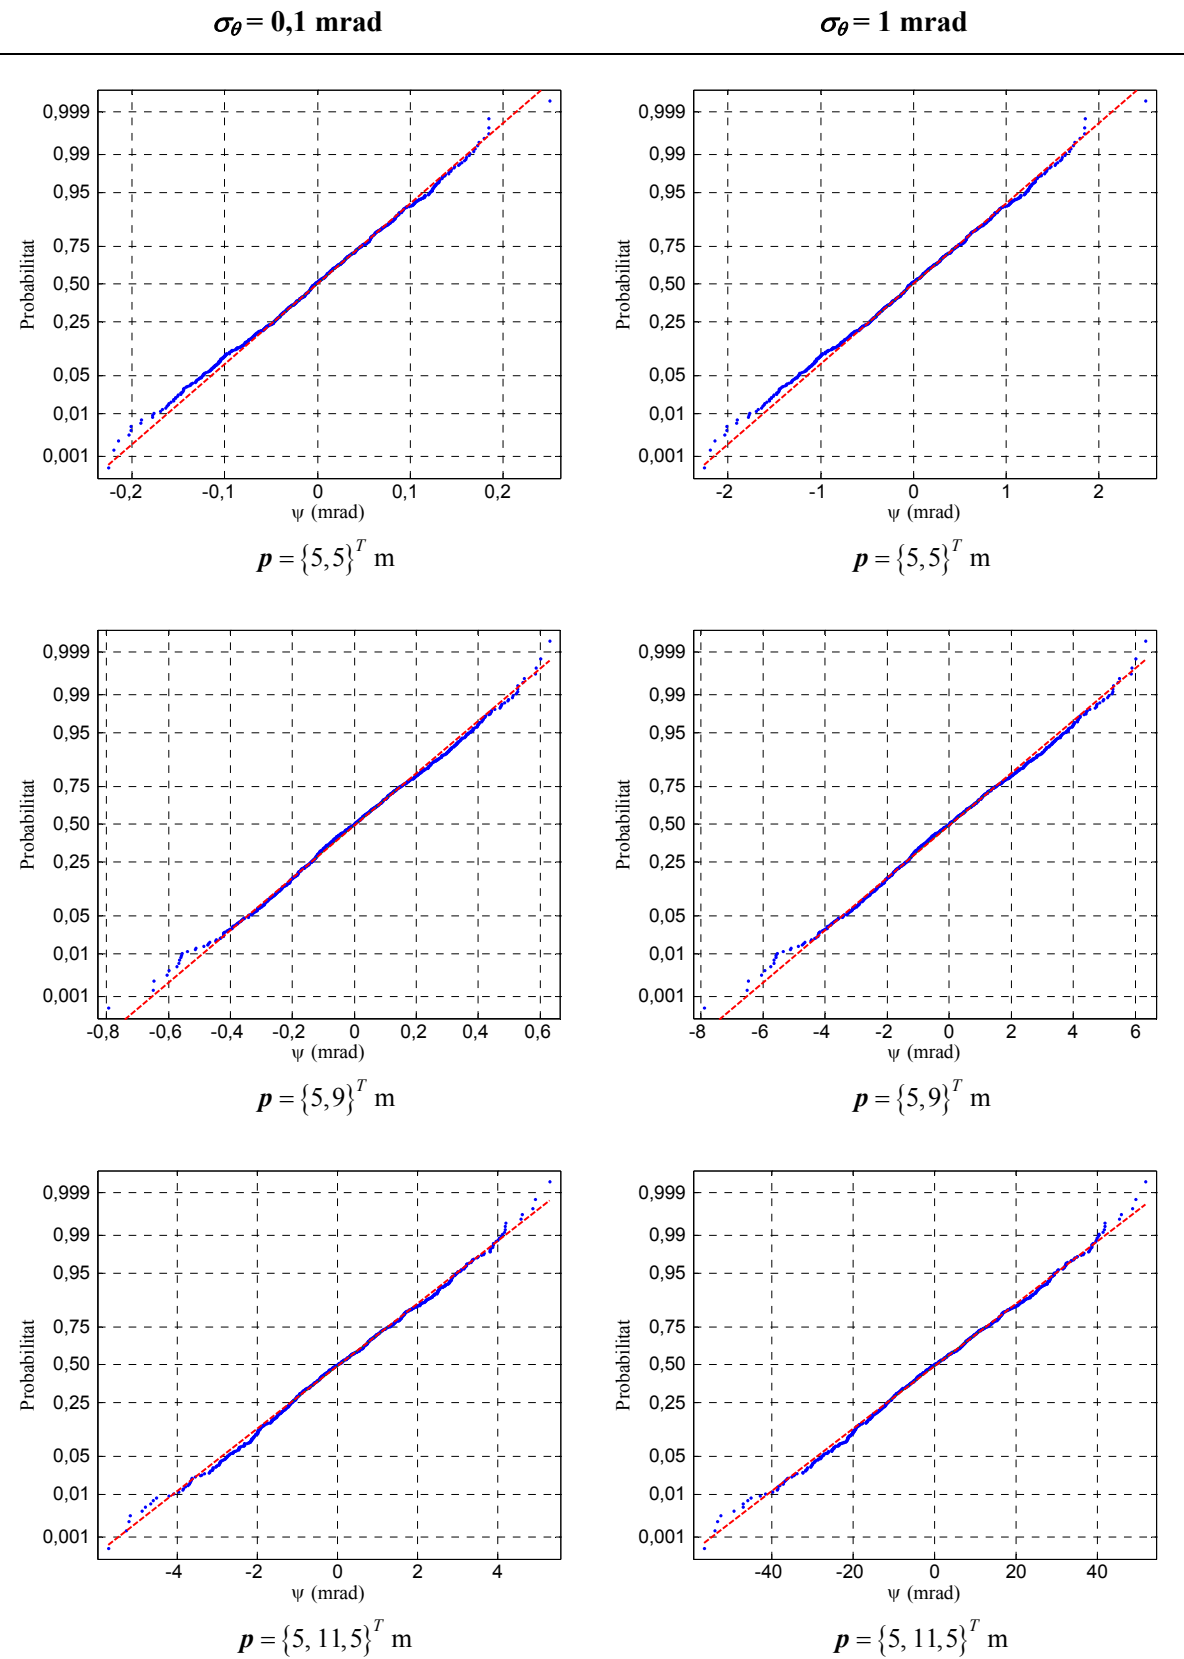 σθ = 0,1 mrad
σθ = 1 mrad
0,999
0,99
0,95
0,75
0,50
0,25
0,05
0,01
0,001
Probabilitat
-0,2 -0,1 0 0,1 0,2
ψ (mrad)
p = {5,5}^T m
0,999
0,99
0,95
0,75
0,50
0,25
0,05
0,01
0,001
Probabilitat
-2 -1 0 1 2
ψ (mrad)
p = {5,5}^T m
0,999
0,99
0,95
0,75
0,50
0,25
0,05
0,01
0,001
Probabilitat
-0,8 -0,6 -0,4 -0,2 0 0,2 0,4 0,6
ψ (mrad)
p = {5,9}^T m
0,999
0,99
0,95
0,75
0,50
0,25
0,05
0,01
0,001
Probabilitat
-8 -6 -4 -2 0 2 4 6
ψ (mrad)
p = {5,9}^T m
0,999
0,99
0,95
0,75
0,50
0,25
0,05
0,01
0,001
Probabilitat
-4 -2 0 2 4
ψ (mrad)
p = {5, 11,5}^T m
0,999
0,99
0,95
0,75
0,50
0,25
0,05
0,01
0,001
Probabilitat
-40 -20 0 20 40
ψ (mrad)
p = {5, 11,5}^T m